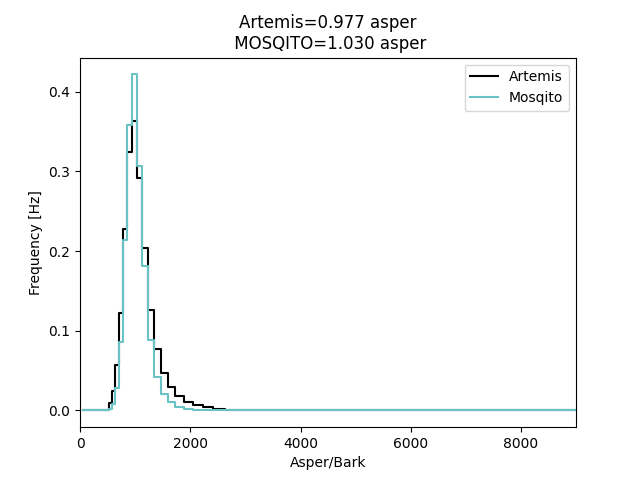 Artemis=0.977 asper
MOSQITO=1.030 asper
Artemis
Mosqito
Frequency [Hz]
0.4
0.3
0.2
0.1
0.0
0 2000 4000 6000 8000
Asper/Bark